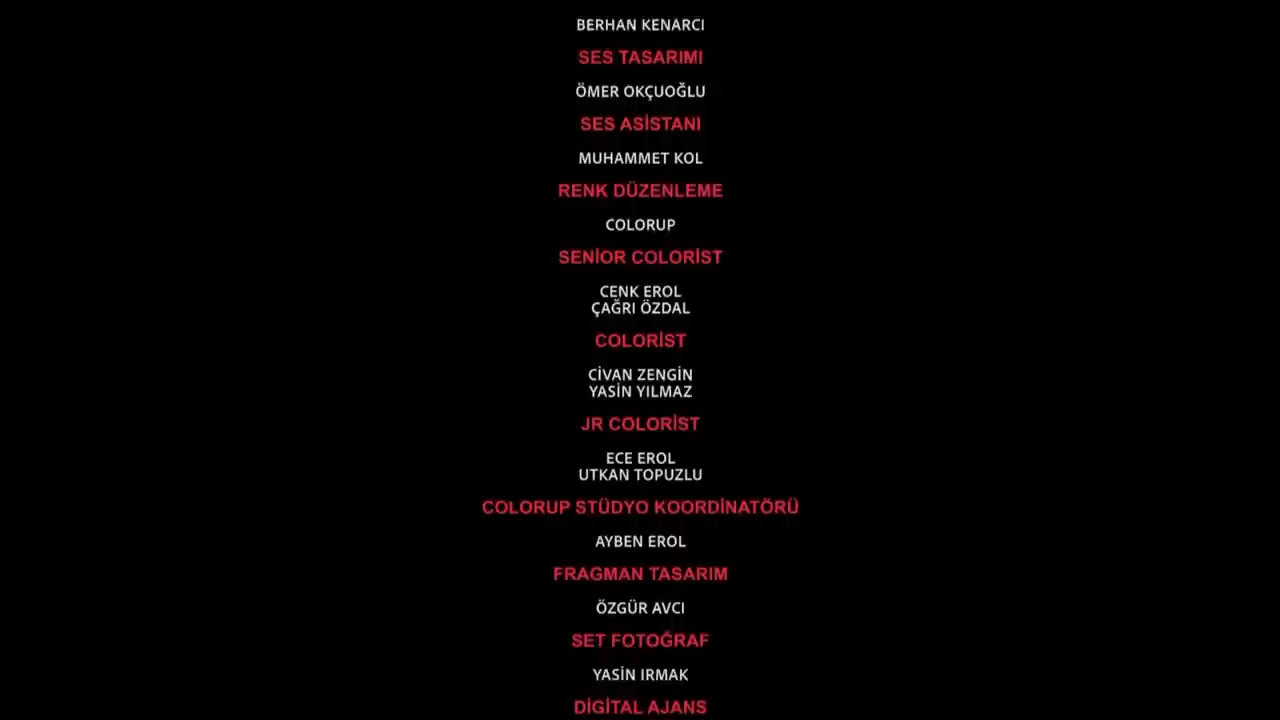 BERHAN KENARCI
SES TASARIMI
ÖMER OKÇUOĞLU
SES ASİSTANI
MUHAMMET KOL
RENK DÜZENLEME
COLORUP
SENİOR COLORİST
CENK EROL
ÇAĞRI ÖZDAL
COLORİST
CİVAN ZENGİN
YASİN YILMAZ
JR COLORİST
ECE EROL
UTKAN TOPUZLU
COLORUP STÜDYO KOORDİNATÖRÜ
AYBEN EROL
FRAGMAN TASARIM
ÖZGÜR AVCI
SET FOTOĞRAF
YASİN IRMAK
DİGİTAL AJANS